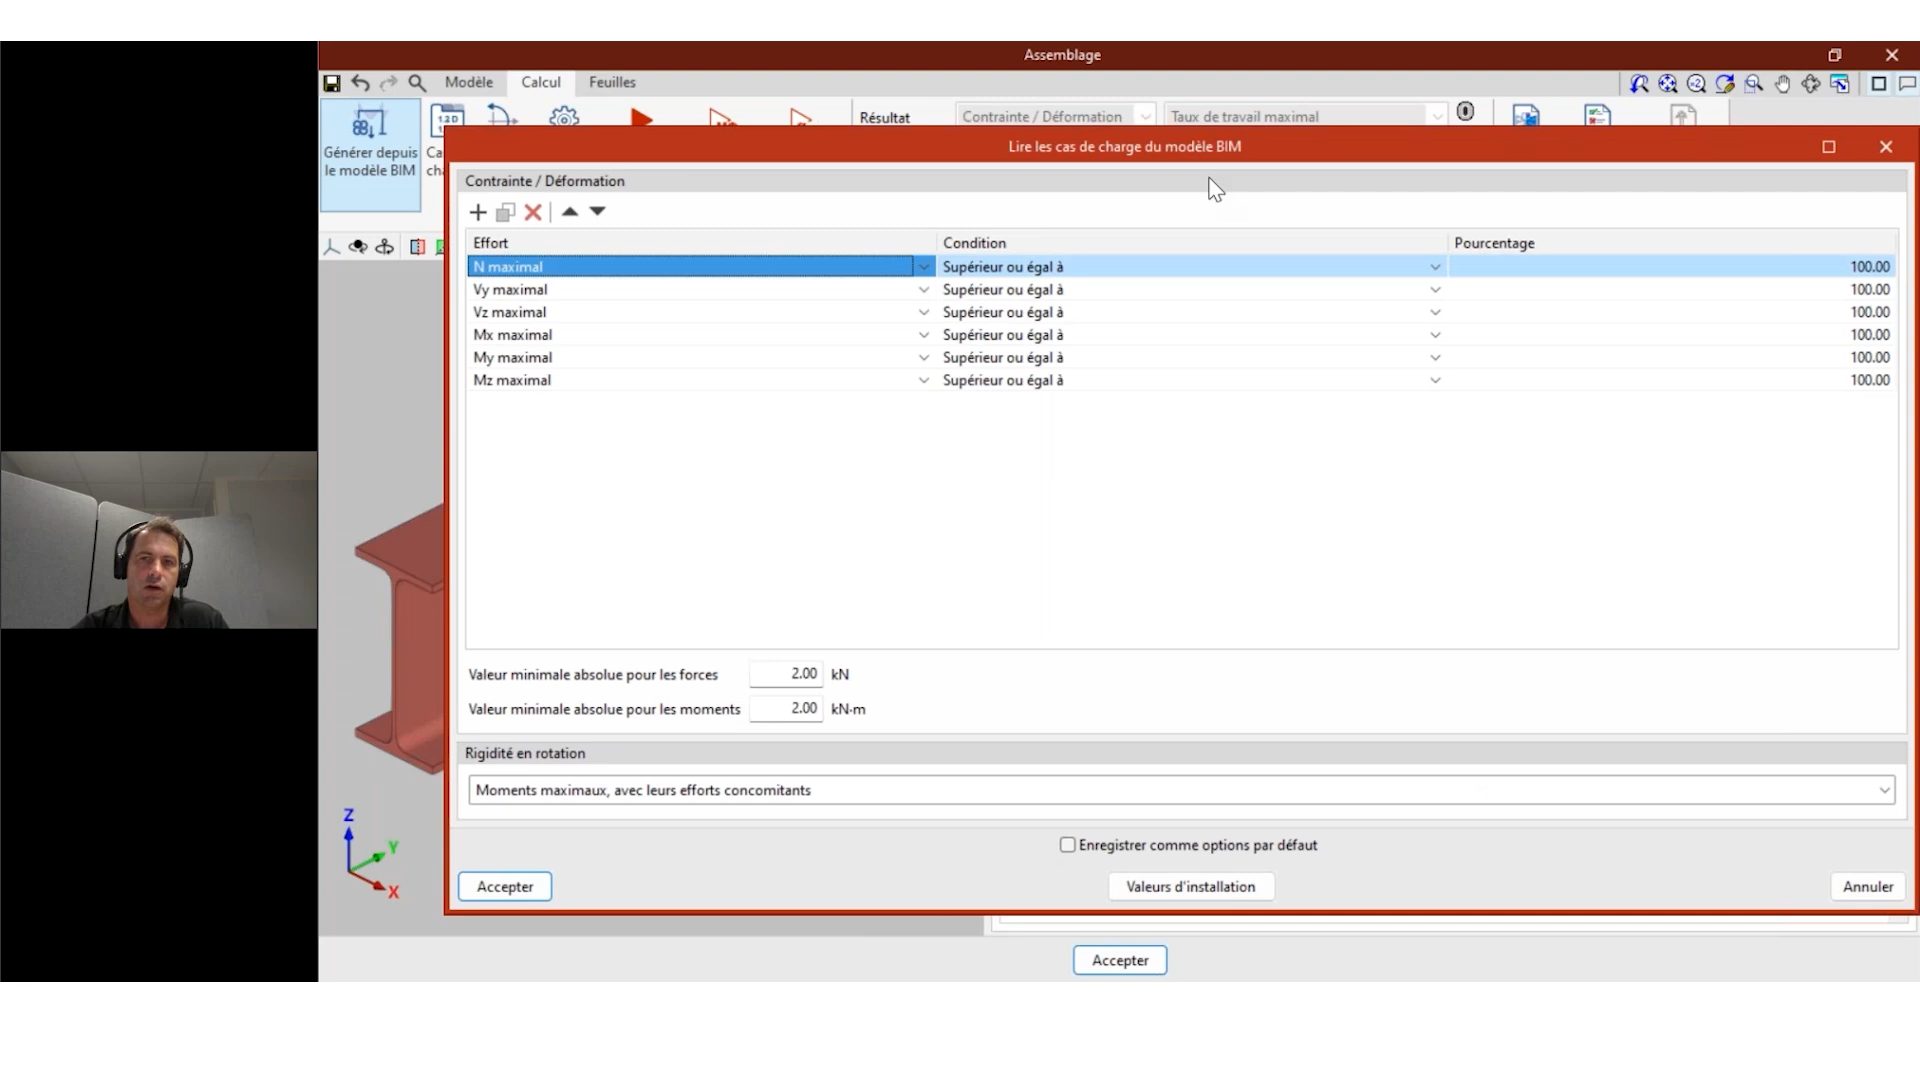 Assemblage
Modèle Calcul Feuilles
Générer depuis
le modèle BIM
Résultat Contrainte / Déformation Taux de travail maximal
Lire les cas de charge du modèle BIM
Contrainte / Déformation
Effort Condition Pourcentage
N maximal Supérieur ou égal à 100.00
Vy maximal Supérieur ou égal à 100.00
Vz maximal Supérieur ou égal à 100.00
Mx maximal Supérieur ou égal à 100.00
My maximal Supérieur ou égal à 100.00
Mz maximal Supérieur ou égal à 100.00
Valeur minimale absolue pour les forces 2.00 kN
Valeur minimale absolue pour les moments 2.00 kN·m
Rigidité en rotation
Moments maximaux, avec leurs efforts concomitants
Enregistrer comme options par défaut
Accepter Valeurs d'installation Annuler
Z
Y
X
Accepter